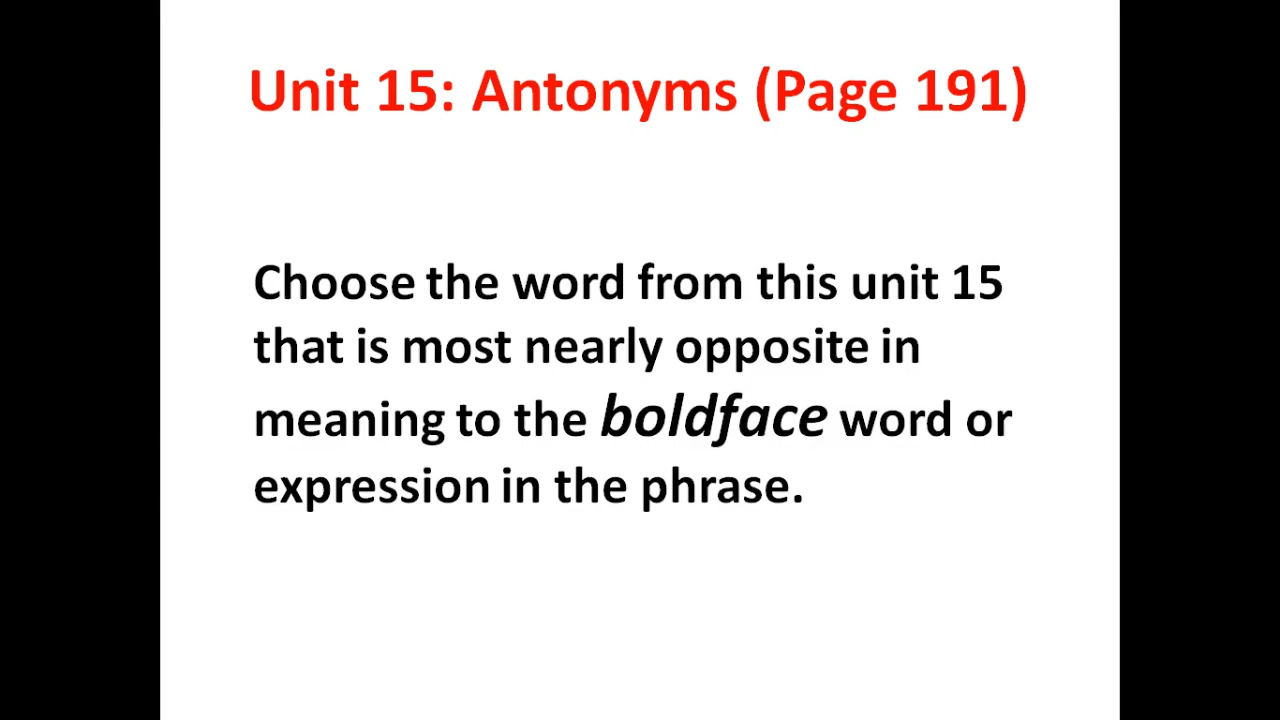 Unit 15: Antonyms (Page 191)
Choose the word from this unit 15
that is most nearly opposite in
meaning to the boldface word or
expression in the phrase.